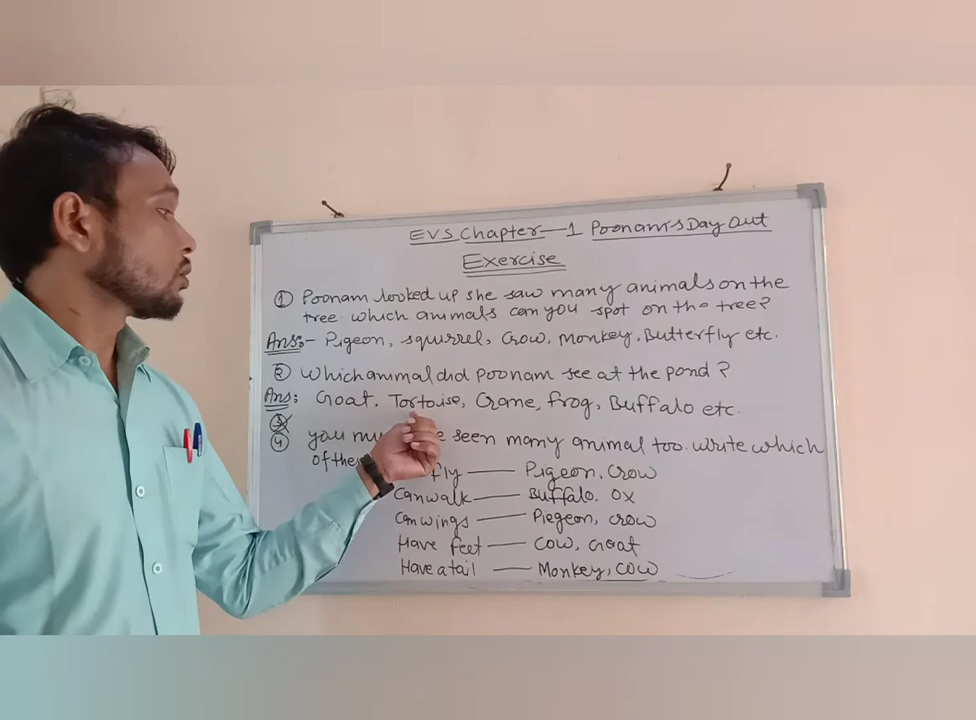 EVS Chapter-1 Poonam's Day Out
Exercise
① Poonam looked up she saw many animals on the
tree which animals can you spot on the tree?
Ans:- Pigeon, squirrel, Crow, Monkey, Butterfly etc.
② Which animal did poonam see at the pond?
Ans: Goat. Tortoise, Crane, frog, Buffalo etc.
③
④ you seen many animal too. write which
of
fly — Pigeon, Crow
Can walk — Buffalo. OX
Can wings — Piegeon, crow
Have feet — Cow, Goat
Have a tail — Monkey, cow